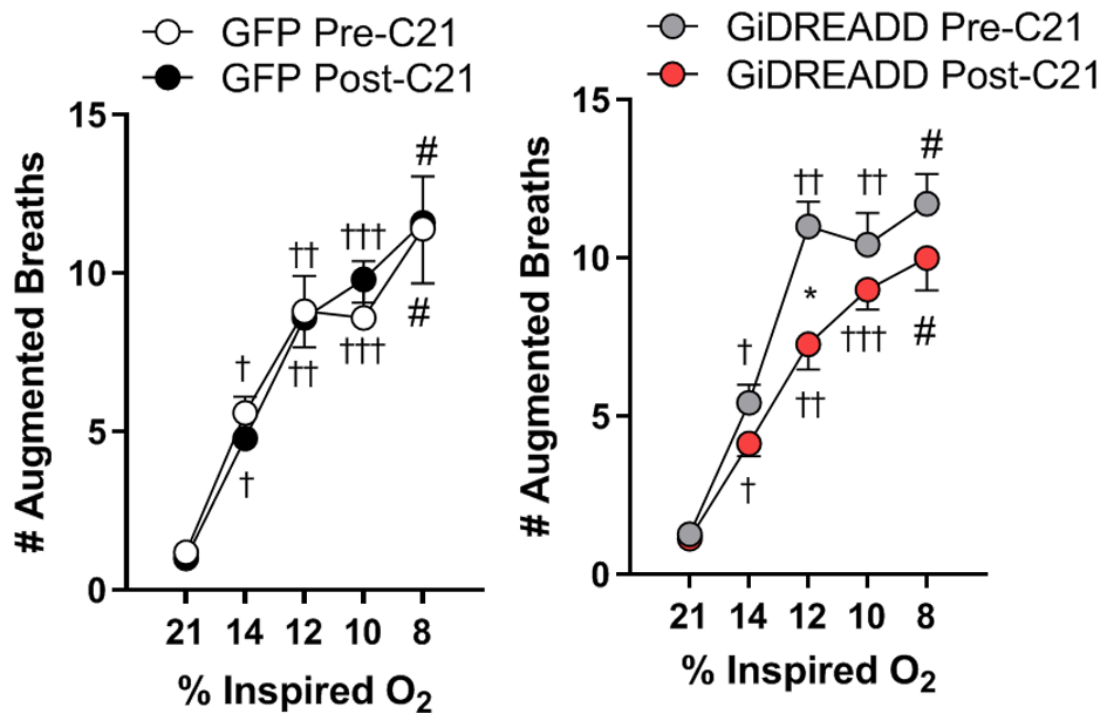 GFP Pre-C21
GFP Post-C21
# Augmented Breaths
15
10
5
0
†
†
††
††
†††
†††
#
#
21 14 12 10 8
% Inspired O₂
GiDREADD Pre-C21
GiDREADD Post-C21
# Augmented Breaths
15
10
5
0
†
†
††
*
††
††
†††
#
#
21 14 12 10 8
% Inspired O₂